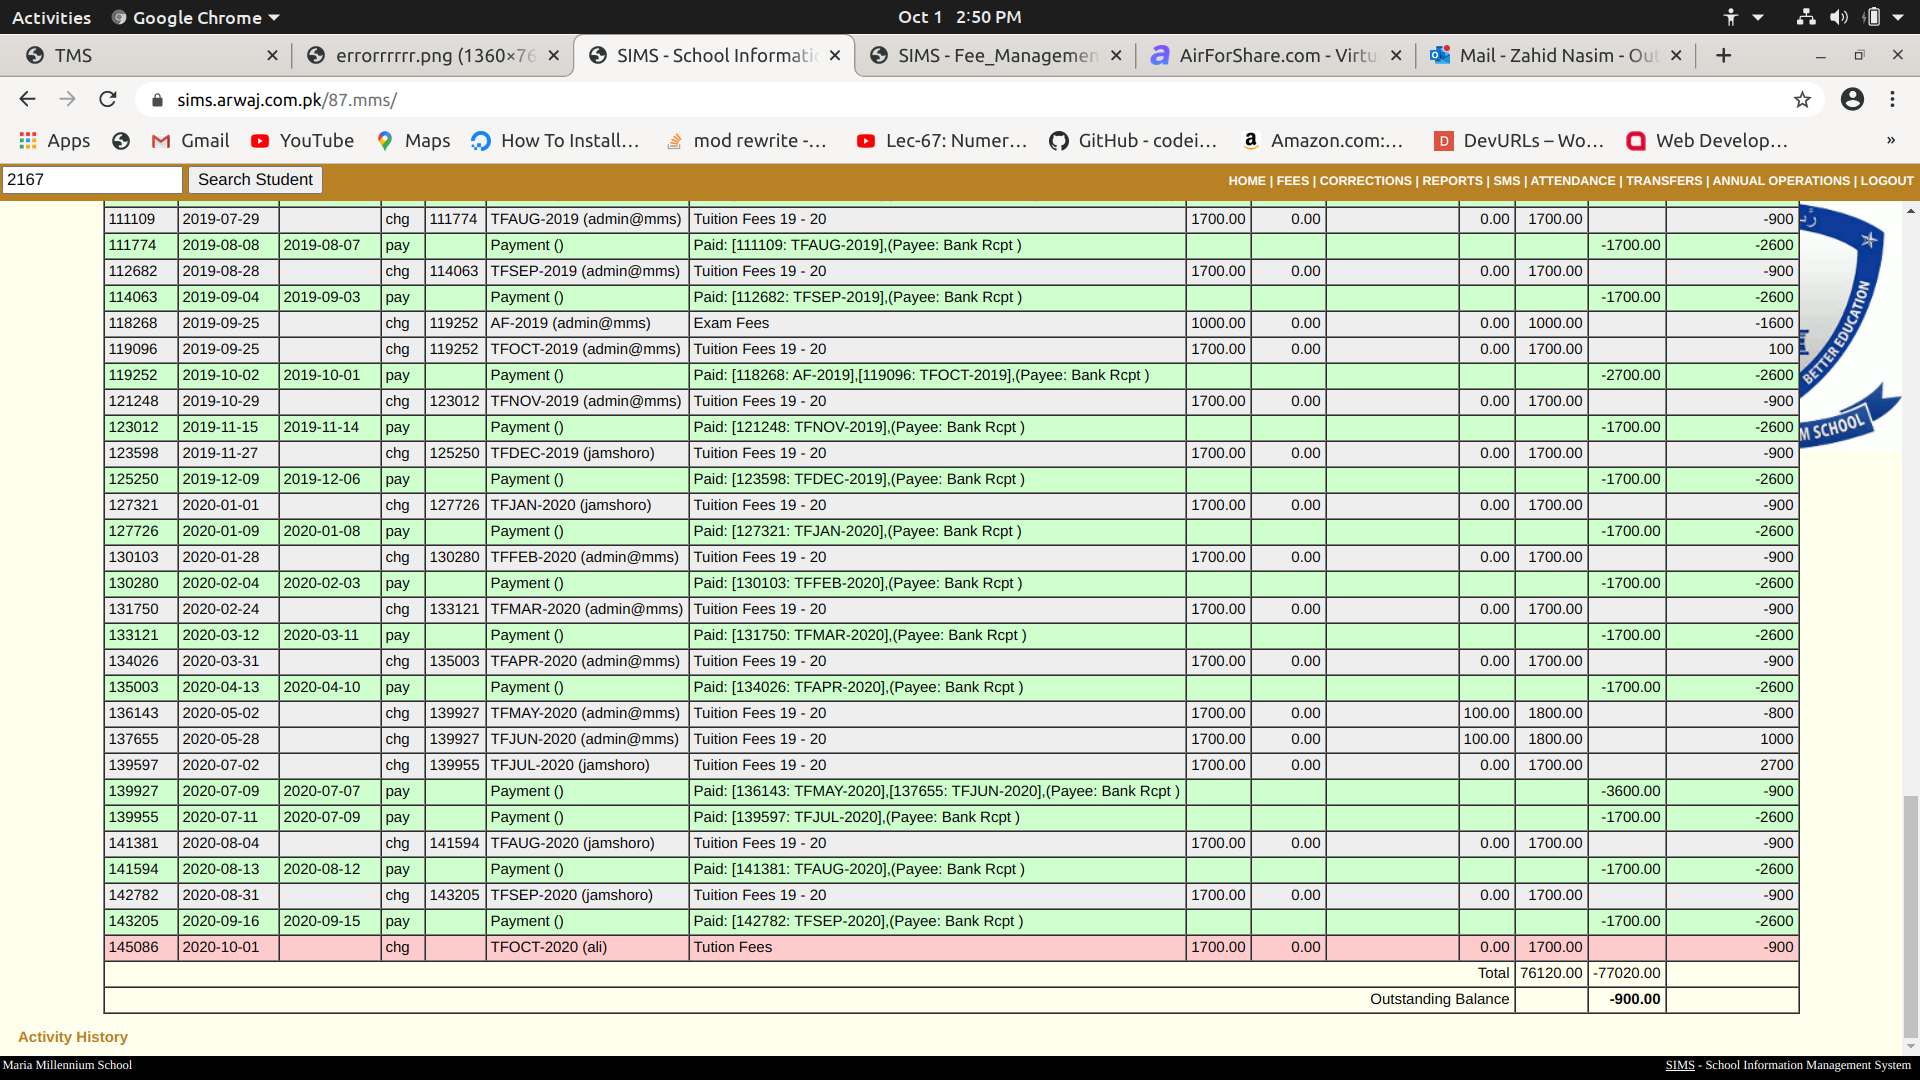 Activities Google Chrome Oct 1 2:50 PM
TMS errorrrrrr.png (1360×76 SIMS - School Informati SIMS - Fee_Managemen AirForShare.com - Virtu Mail - Zahid Nasim - Out
sims.arwaj.com.pk/87.mms/
Apps Gmail YouTube Maps How To Install… mod rewrite -… Lec-67: Numer… GitHub - codei… Amazon.com:… DevURLs – Wo… Web Develop… »
2167 Search Student HOME | FEES | CORRECTIONS | REPORTS | SMS | ATTENDANCE | TRANSFERS | ANNUAL OPERATIONS | LOGOUT
111109 2019-07-29 chg 111774 TFAUG-2019 (admin@mms) Tuition Fees 19 - 20 1700.00 0.00 0.00 1700.00 -900
111774 2019-08-08 2019-08-07 pay Payment () Paid: [111109: TFAUG-2019],(Payee: Bank Rcpt ) -1700.00 -2600
112682 2019-08-28 chg 114063 TFSEP-2019 (admin@mms) Tuition Fees 19 - 20 1700.00 0.00 0.00 1700.00 -900
114063 2019-09-04 2019-09-03 pay Payment () Paid: [112682: TFSEP-2019],(Payee: Bank Rcpt ) -1700.00 -2600
118268 2019-09-25 chg 119252 AF-2019 (admin@mms) Exam Fees 1000.00 0.00 0.00 1000.00 -1600
119096 2019-09-25 chg 119252 TFOCT-2019 (admin@mms) Tuition Fees 19 - 20 1700.00 0.00 0.00 1700.00 100
119252 2019-10-02 2019-10-01 pay Payment () Paid: [118268: AF-2019],[119096: TFOCT-2019],(Payee: Bank Rcpt ) -2700.00 -2600
121248 2019-10-29 chg 123012 TFNOV-2019 (admin@mms) Tuition Fees 19 - 20 1700.00 0.00 0.00 1700.00 -900
123012 2019-11-15 2019-11-14 pay Payment () Paid: [121248: TFNOV-2019],(Payee: Bank Rcpt ) -1700.00 -2600
123598 2019-11-27 chg 125250 TFDEC-2019 (jamshoro) Tuition Fees 19 - 20 1700.00 0.00 0.00 1700.00 -900
125250 2019-12-09 2019-12-06 pay Payment () Paid: [123598: TFDEC-2019],(Payee: Bank Rcpt ) -1700.00 -2600
127321 2020-01-01 chg 127726 TFJAN-2020 (jamshoro) Tuition Fees 19 - 20 1700.00 0.00 0.00 1700.00 -900
127726 2020-01-09 2020-01-08 pay Payment () Paid: [127321: TFJAN-2020],(Payee: Bank Rcpt ) -1700.00 -2600
130103 2020-01-28 chg 130280 TFFEB-2020 (admin@mms) Tuition Fees 19 - 20 1700.00 0.00 0.00 1700.00 -900
130280 2020-02-04 2020-02-03 pay Payment () Paid: [130103: TFFEB-2020],(Payee: Bank Rcpt ) -1700.00 -2600
131750 2020-02-24 chg 133121 TFMAR-2020 (admin@mms) Tuition Fees 19 - 20 1700.00 0.00 0.00 1700.00 -900
133121 2020-03-12 2020-03-11 pay Payment () Paid: [131750: TFMAR-2020],(Payee: Bank Rcpt ) -1700.00 -2600
134026 2020-03-31 chg 135003 TFAPR-2020 (admin@mms) Tuition Fees 19 - 20 1700.00 0.00 0.00 1700.00 -900
135003 2020-04-13 2020-04-10 pay Payment () Paid: [134026: TFAPR-2020],(Payee: Bank Rcpt ) -1700.00 -2600
136143 2020-05-02 chg 139927 TFMAY-2020 (admin@mms) Tuition Fees 19 - 20 1700.00 0.00 100.00 1800.00 -800
137655 2020-05-28 chg 139927 TFJUN-2020 (admin@mms) Tuition Fees 19 - 20 1700.00 0.00 100.00 1800.00 1000
139597 2020-07-02 chg 139955 TFJUL-2020 (jamshoro) Tuition Fees 19 - 20 1700.00 0.00 0.00 1700.00 2700
139927 2020-07-09 2020-07-07 pay Payment () Paid: [136143: TFMAY-2020],[137655: TFJUN-2020],(Payee: Bank Rcpt ) -3600.00 -900
139955 2020-07-11 2020-07-09 pay Payment () Paid: [139597: TFJUL-2020],(Payee: Bank Rcpt ) -1700.00 -2600
141381 2020-08-04 chg 141594 TFAUG-2020 (jamshoro) Tuition Fees 19 - 20 1700.00 0.00 0.00 1700.00 -900
141594 2020-08-13 2020-08-12 pay Payment () Paid: [141381: TFAUG-2020],(Payee: Bank Rcpt ) -1700.00 -2600
142782 2020-08-31 chg 143205 TFSEP-2020 (jamshoro) Tuition Fees 19 - 20 1700.00 0.00 0.00 1700.00 -900
143205 2020-09-16 2020-09-15 pay Payment () Paid: [142782: TFSEP-2020],(Payee: Bank Rcpt ) -1700.00 -2600
145086 2020-10-01 chg TFOCT-2020 (ali) Tution Fees 1700.00 0.00 0.00 1700.00 -900
Total 76120.00 -77020.00
Outstanding Balance -900.00
BETTER EDUCATION
M SCHOOL
Activity History
Maria Millennium School SIMS - School Information Management System